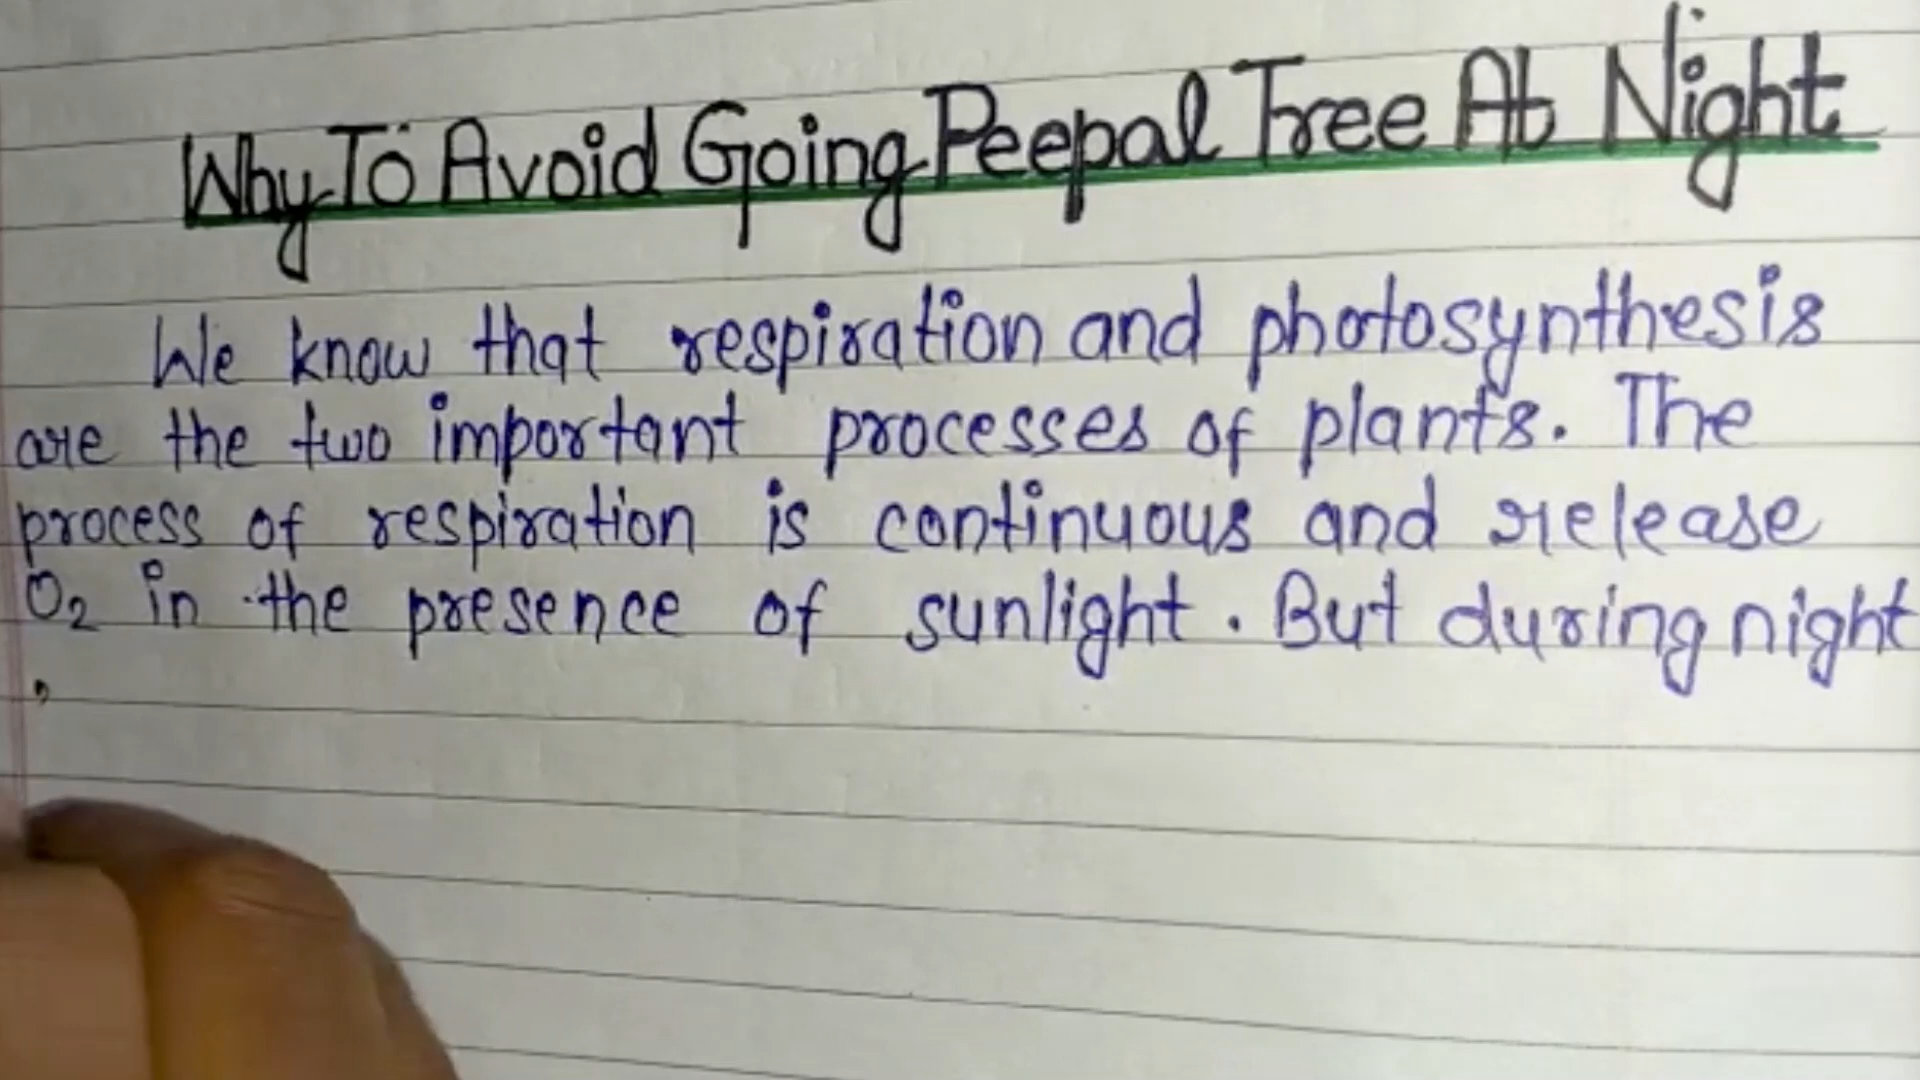 Why To Avoid Going Peepal Tree At Night
We know that respiration and photosynthesis
are the two important processes of plants. The
process of respiration is continuous and release
O2 in the presence of sunlight. But during night
,